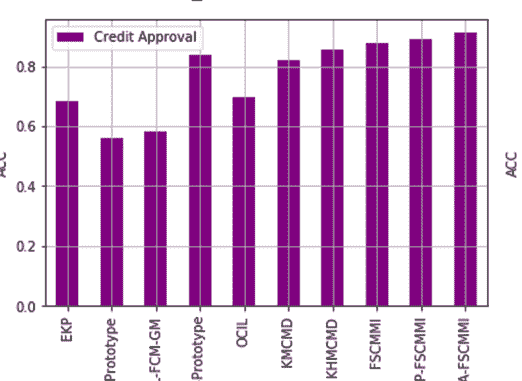 Credit Approval
ACC
0.8
0.6
0.4
0.2
0.0
EKP
Prototype
-FCM-GM
Prototype
OCIL
KMCMD
KHMCMD
FSCMMI
P-FSCMMI
A-FSCMMI
ACC